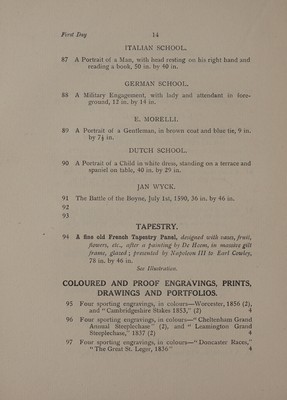 First Day 14
ITALIAN SCHOOL.
87 A Portrait of a Man, with head resting on his right hand and
reading a book, 50 in. by 40 in.
GERMAN SCHOOL.
88 A Military Engagement, with lady and attendant in fore-
ground, 12 in. by 14 in.
E. MORELLI.
89 A Portrait of a Gentleman, in brown coat and blue tie, 9 in.
by 7½ in.
DUTCH SCHOOL.
90 A Portrait of a Child in white dress, standing on a terrace and
spaniel on table, 40 in. by 29 in.
JAN WYCK.
91 The Battle of the Boyne, July 1st, 1590, 36 in. by 46 in.
92
93
TAPESTRY.
94 A fine old French Tapestry Panel, designed with vases, fruit,
flowers, etc., after a painting by De Heem, in massive gilt
frame, glazed ; presented by Napoleon III to Earl Cowley,
78 in. by 46 in.
See Illustration.
COLOURED AND PROOF ENGRAVINGS, PRINTS,
DRAWINGS AND PORTFOLIOS.
95 Four sporting engravings, in colours—Worcester, 1856 (2),
and "Cambridgeshire Stakes 1853," (2) 4
96 Four sporting engravings, in colours—"Cheltenham Grand
Annual Steeplechase" (2), and "Leamington Grand
Steeplechase," 1837 (2) 4
97 Four sporting engravings, in colours—"Doncaster Races,"
"The Great St. Leger, 1836" 4